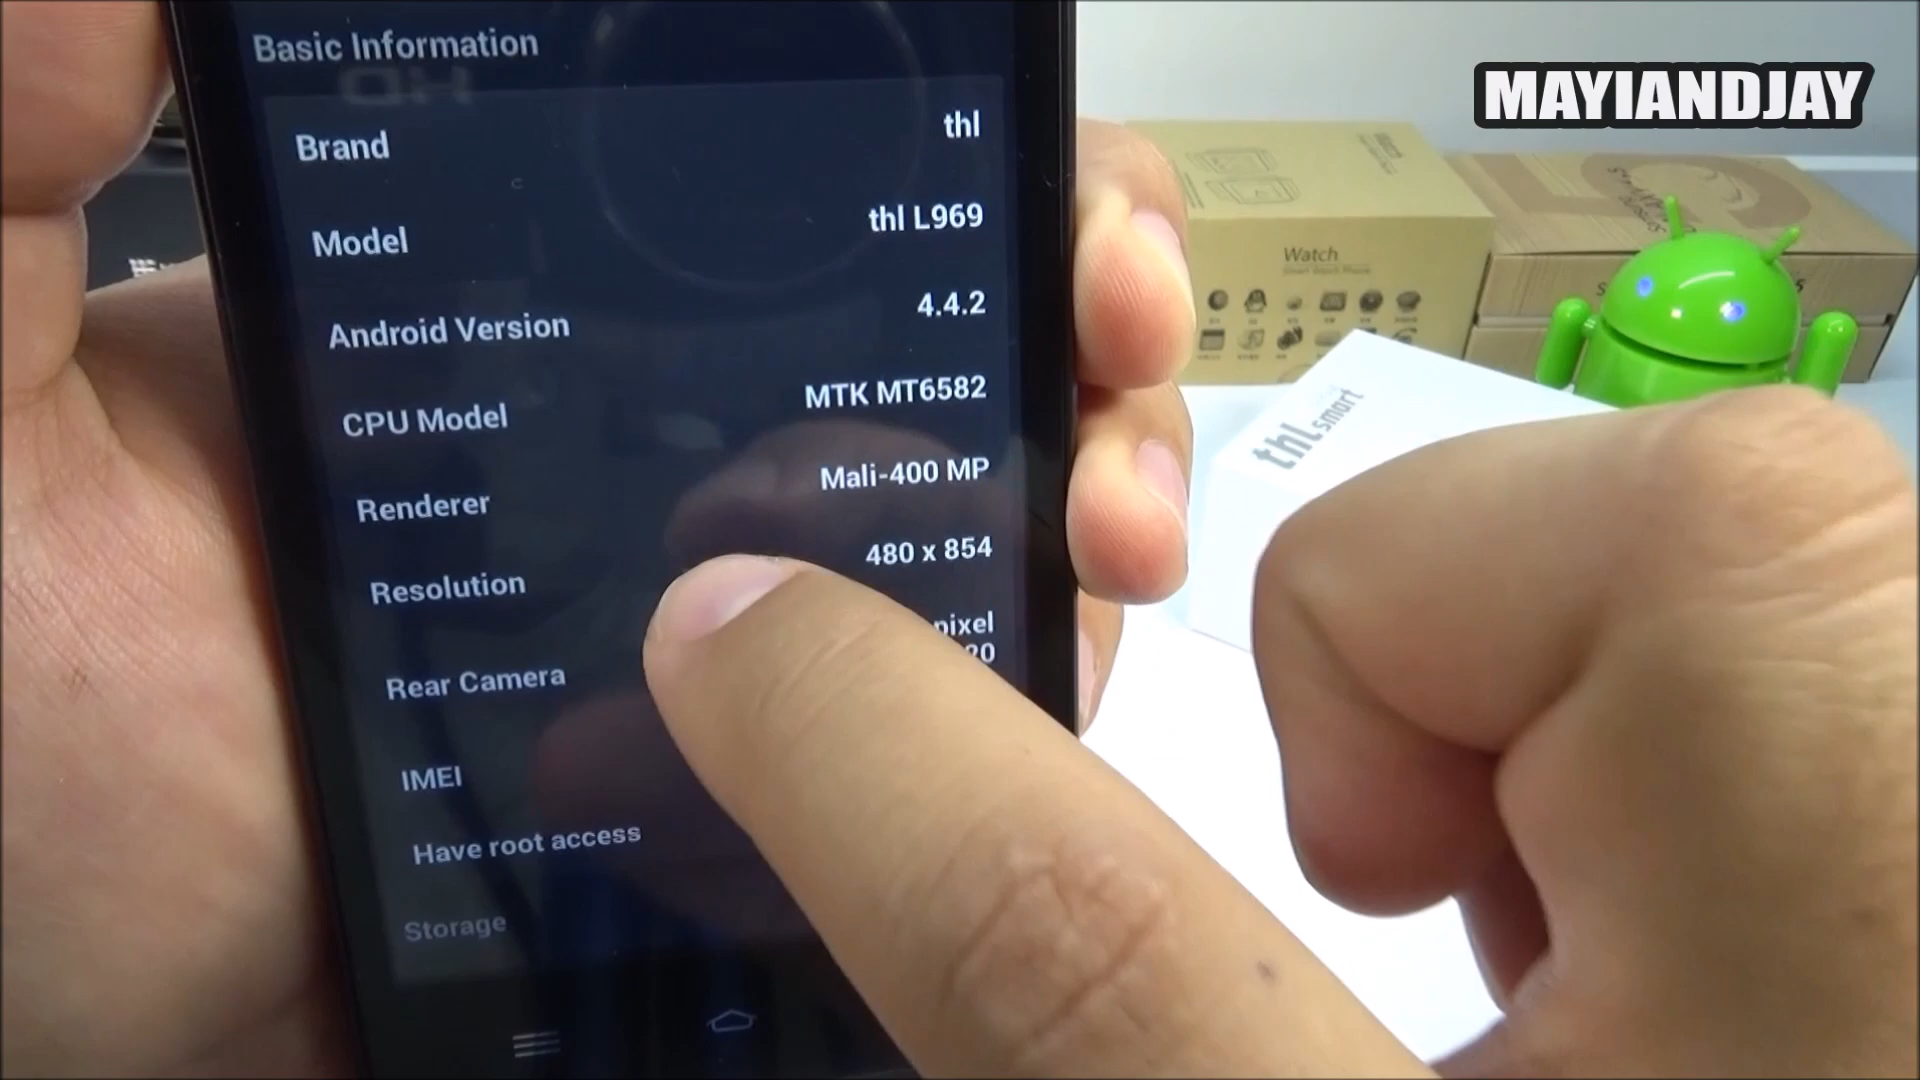 MAYIANDJAY
Basic Information
Brand thl
Model thl L969
Android Version 4.4.2
CPU Model MTK MT6582
Renderer Mali-400 MP
Resolution 480 x 854
Rear Camera pixel
20
IMEI
Have root access
Storage
Watch
thl smart